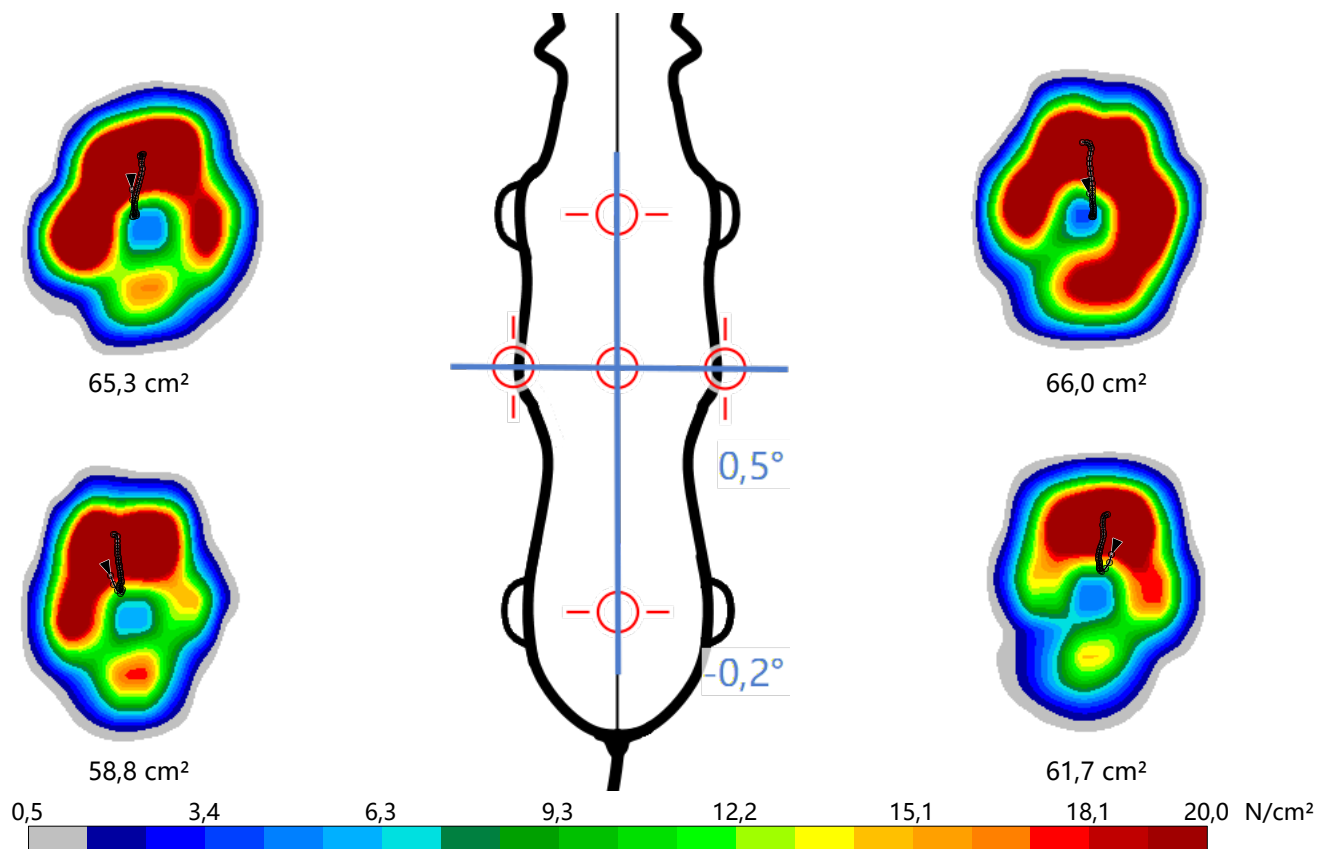 65,3 cm²
66,0 cm²
0,5°
-0,2°
58,8 cm²
61,7 cm²
0,5 3,4 6,3 9,3 12,2 15,1 18,1 20,0 N/cm²